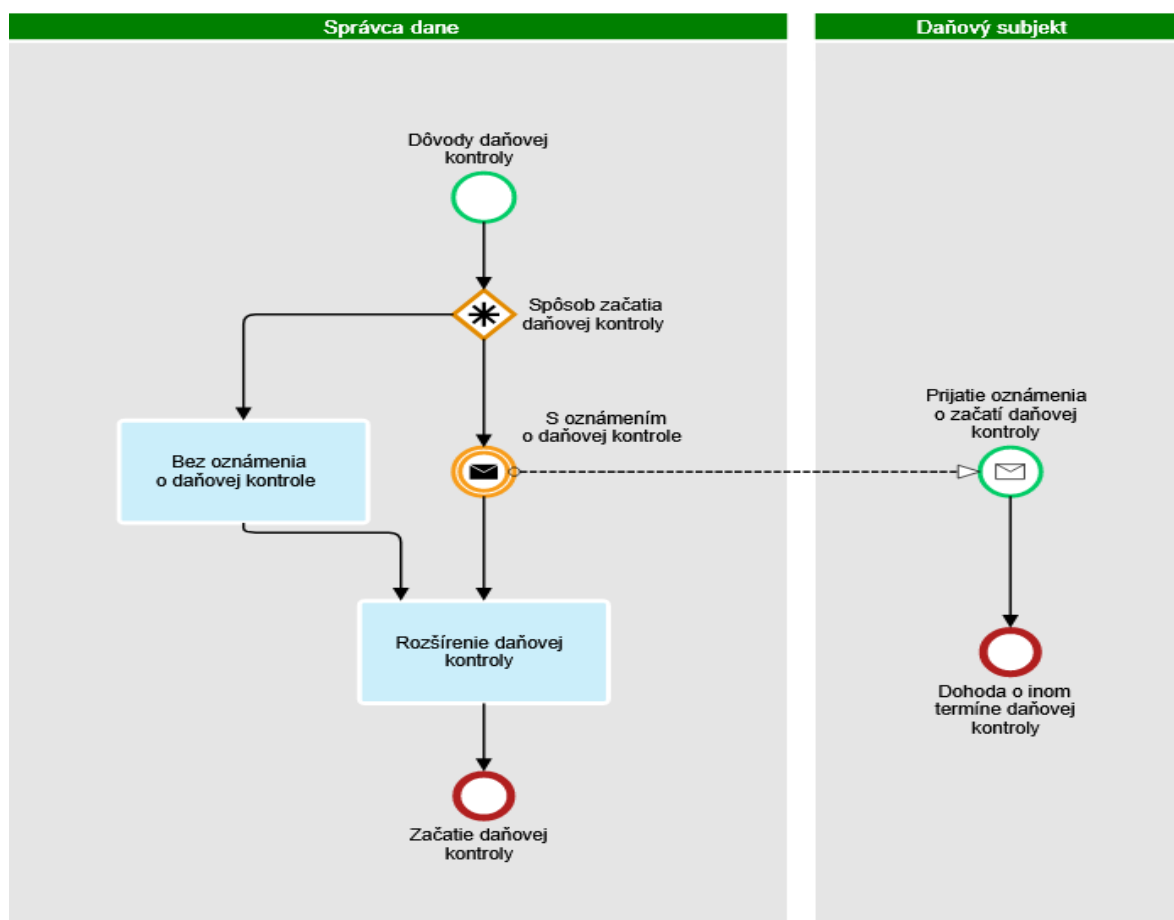 Správca dane
Daňový subjekt
Dôvody daňovej
kontroly
Spôsob začatia
daňovej kontroly
S oznámením
o daňovej kontrole
Bez oznámenia
o daňovej kontrole
Rozšírenie daňovej
kontroly
Začatie daňovej
kontroly
Prijatie oznámenia
o začatí daňovej
kontroly
Dohoda o inom
termíne daňovej
kontroly